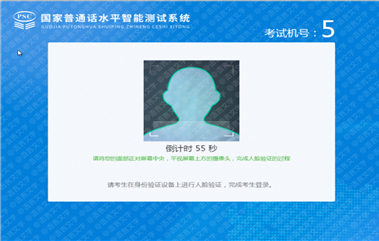 PSC 国家普通话水平智能测试系统
GUOJIA PUTONGHUA SHUIPING ZHINENG CESHI XITONG
考试机号: 5
倒计时 55 秒
请将您的面部正对屏幕中央，平视屏幕上方的摄像头，完成人脸验证的过程
请考生在身份验证设备上进行人脸验证，完成考生登录。